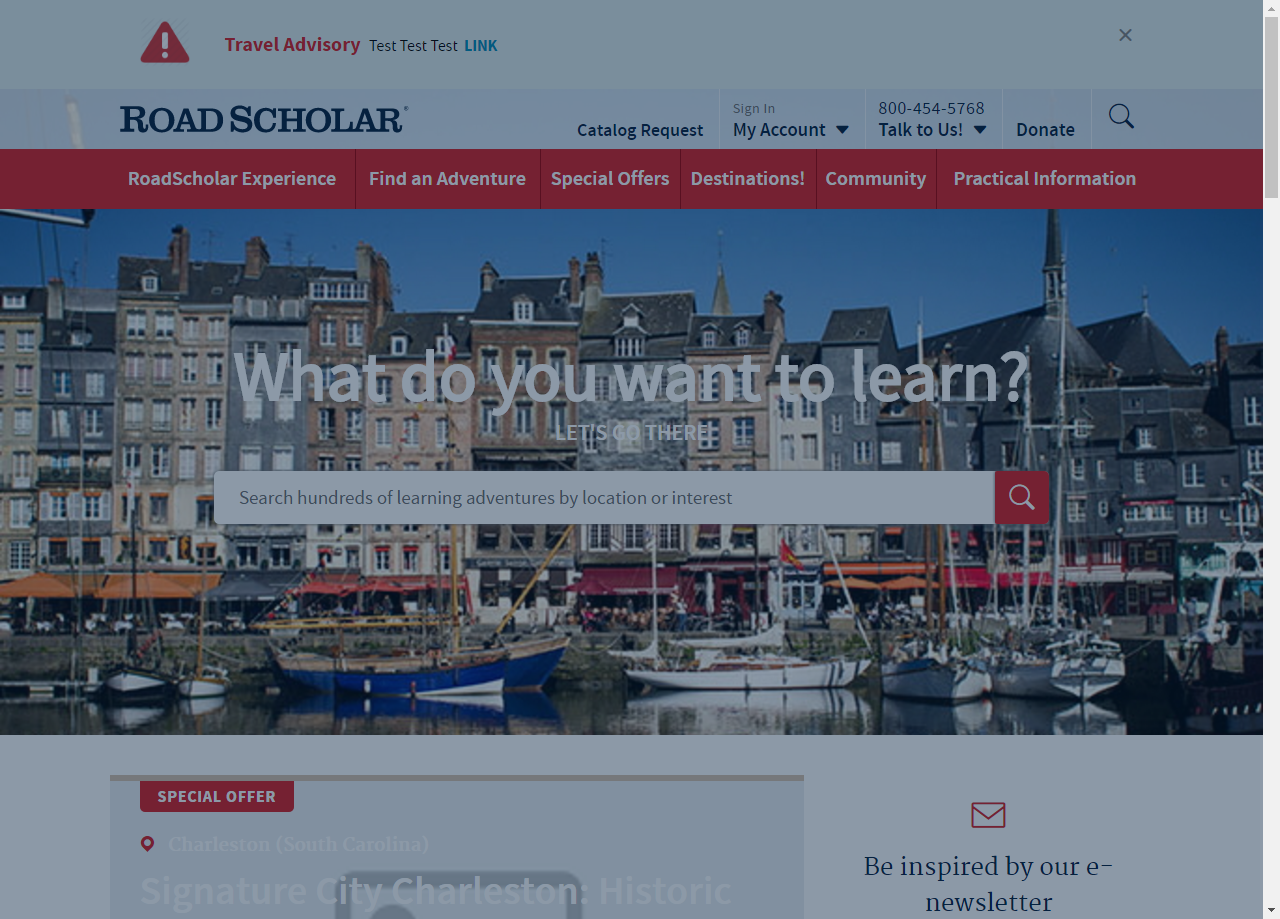 Travel Advisory Test Test Test LINK
ROAD SCHOLAR®
Catalog Request
Sign In
My Account
800-454-5768
Talk to Us!
Donate
RoadScholar Experience
Find an Adventure
Special Offers
Destinations!
Community
Practical Information
What do you want to learn?
LET'S GO THERE
Search hundreds of learning adventures by location or interest
SPECIAL OFFER
Charleston (South Carolina)
Signature City Charleston: Historic
Be inspired by our e-
newsletter